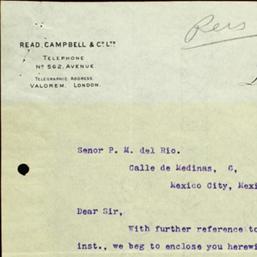 Pers
READ, CAMPBELL & Co. LTD.
TELEPHONE
No 562, AVENUE.
TELEGRAPHIC ADDRESS.
VALOREM, LONDON.
Senor P. M. del Rio.
Calle de Medinas, 6,
Mexico City, Mexi
Dear Sir,
With further reference to
inst., we beg to enclose you herewi